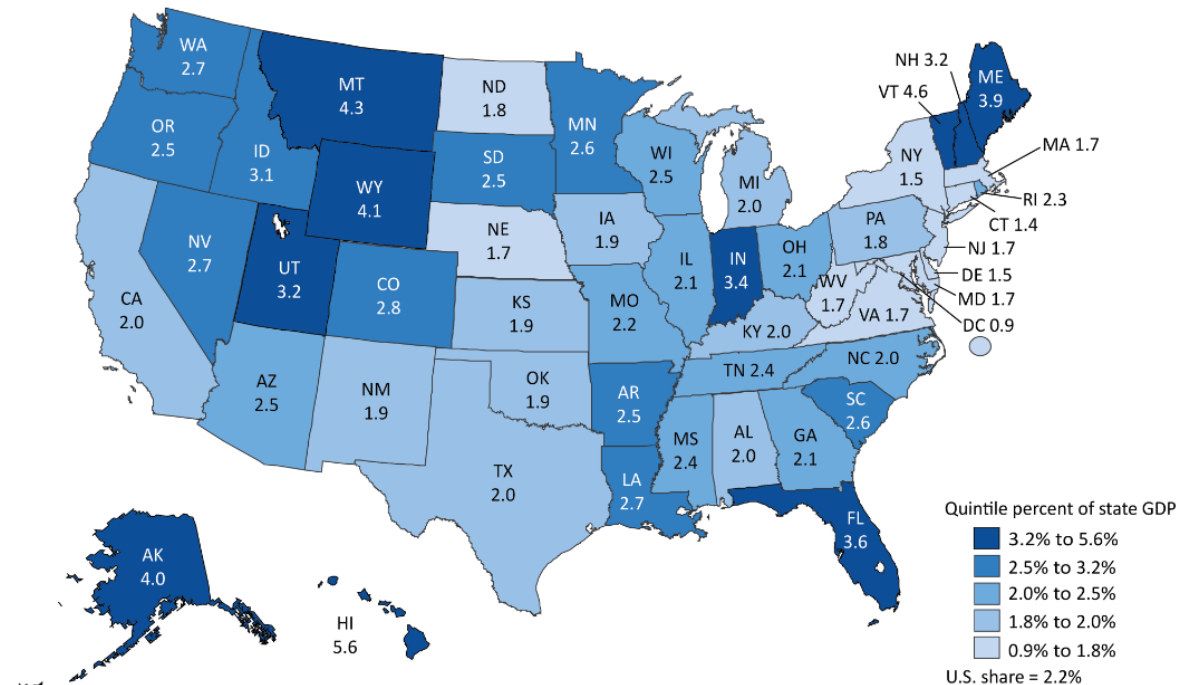 WA
2.7
MT
4.3
ND
1.8
MN
2.6
OR
2.5
ID
3.1
WY
4.1
SD
2.5
WI
2.5
MI
2.0
NY
1.5
NH 3.2
VT 4.6
ME
3.9
MA 1.7
RI 2.3
CT 1.4
NJ 1.7
DE 1.5
MD 1.7
DC 0.9
PA
1.8
NV
2.7
UT
3.2
CO
2.8
NE
1.7
IA
1.9
IL
2.1
IN
3.4
OH
2.1
WV
1.7
VA 1.7
CA
2.0
KS
1.9
MO
2.2
KY 2.0
TN 2.4
NC 2.0
AZ
2.5
NM
1.9
OK
1.9
AR
2.5
SC
2.6
MS
2.4
AL
2.0
GA
2.1
TX
2.0
LA
2.7
FL
3.6
AK
4.0
HI
5.6
Quintile percent of state GDP
3.2% to 5.6%
2.5% to 3.2%
2.0% to 2.5%
1.8% to 2.0%
0.9% to 1.8%
U.S. share = 2.2%